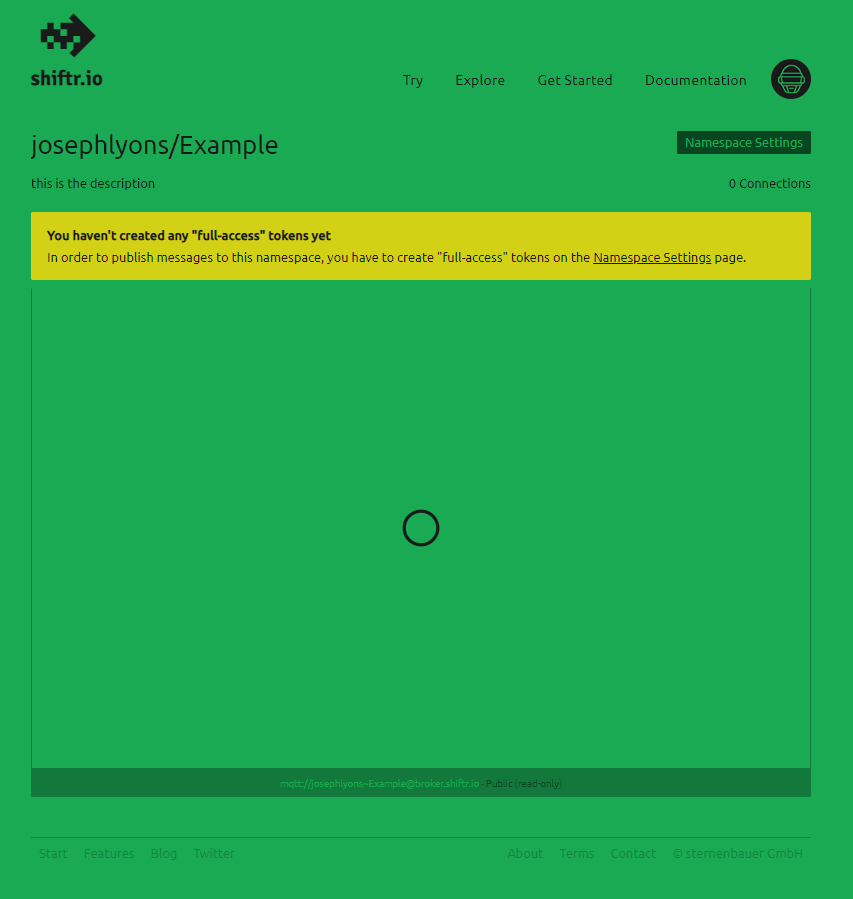 shiftr.io
Try Explore Get Started Documentation
josephlyons/Example
Namespace Settings
this is the description
0 Connections
You haven't created any "full-access" tokens yet
In order to publish messages to this namespace, you have to create "full-access" tokens on the Namespace Settings page.
mqtt://josephlyons~Example@broker.shiftr.io - Public (read-only)
Start Features Blog Twitter
About Terms Contact © sternenbauer GmbH